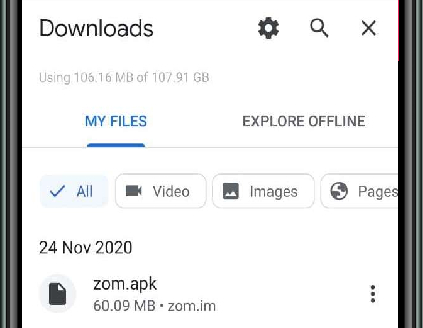 Downloads
Using 106.16 MB of 107.91 GB
MY FILES
EXPLORE OFFLINE
All
Video
Images
Pages
24 Nov 2020
zom.apk
60.09 MB • zom.im